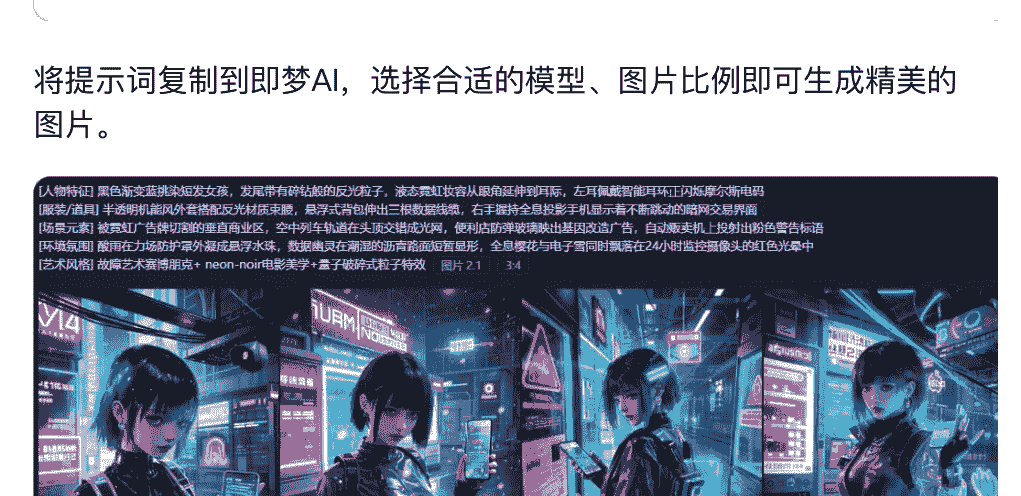 将提示词复制到即梦AI，选择合适的模型、图片比例即可生成精美的
图片。
[人物特征] 黑色渐变蓝挑染短发女孩，发尾带有碎钻般的反光粒子，液态霓虹妆容从眼角延伸到耳际，左耳佩戴智能耳环正闪烁摩尔斯电码
[服装/道具] 半透明机能风外套搭配反光材质束腰，悬浮式背包伸出三根数据线缆，右手握持全息投影手机显示着不断跳动的暗网交易界面
[场景元素] 被霓虹广告牌切割的垂直商业区，空中列车轨道在头顶交错成光网，便利店防弹玻璃映出基因改造广告，自动贩卖机上投射出粉色警告标语
[环境氛围] 酸雨在力场防护罩外凝成悬浮水珠，数据幽灵在潮湿的沥青路面短暂显形，全息樱花与电子雪同时飘落在24小时监控摄像头的红色光晕中
[艺术风格] 故障艺术赛博朋克+ neon-noir电影美学+量子破碎式粒子特效 图片 2.1 3:4